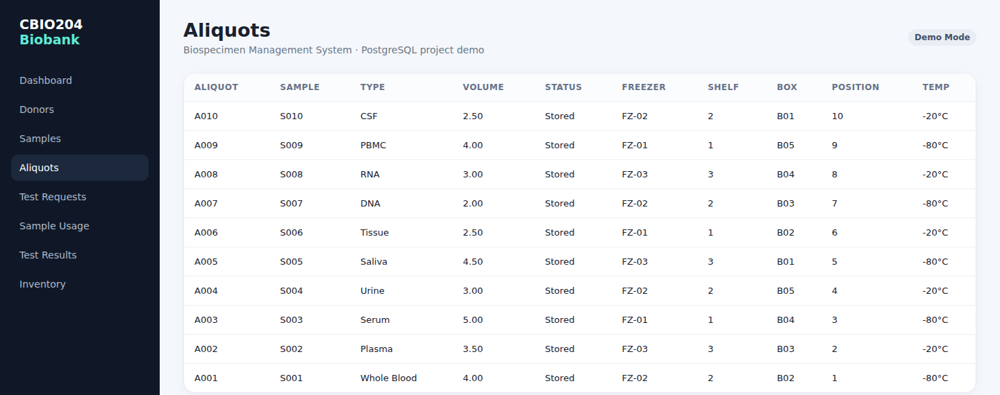 CBIO204
Biobank
Dashboard
Donors
Samples
Aliquots
Test Requests
Sample Usage
Test Results
Inventory
Aliquots
Biospecimen Management System · PostgreSQL project demo
Demo Mode
ALIQUOT SAMPLE TYPE VOLUME STATUS FREEZER SHELF BOX POSITION TEMP
A010 S010 CSF 2.50 Stored FZ-02 2 B01 10 -20°C
A009 S009 PBMC 4.00 Stored FZ-01 1 B05 9 -80°C
A008 S008 RNA 3.00 Stored FZ-03 3 B04 8 -20°C
A007 S007 DNA 2.00 Stored FZ-02 2 B03 7 -80°C
A006 S006 Tissue 2.50 Stored FZ-01 1 B02 6 -20°C
A005 S005 Saliva 4.50 Stored FZ-03 3 B01 5 -80°C
A004 S004 Urine 3.00 Stored FZ-02 2 B05 4 -20°C
A003 S003 Serum 5.00 Stored FZ-01 1 B04 3 -80°C
A002 S002 Plasma 3.50 Stored FZ-03 3 B03 2 -20°C
A001 S001 Whole Blood 4.00 Stored FZ-02 2 B02 1 -80°C